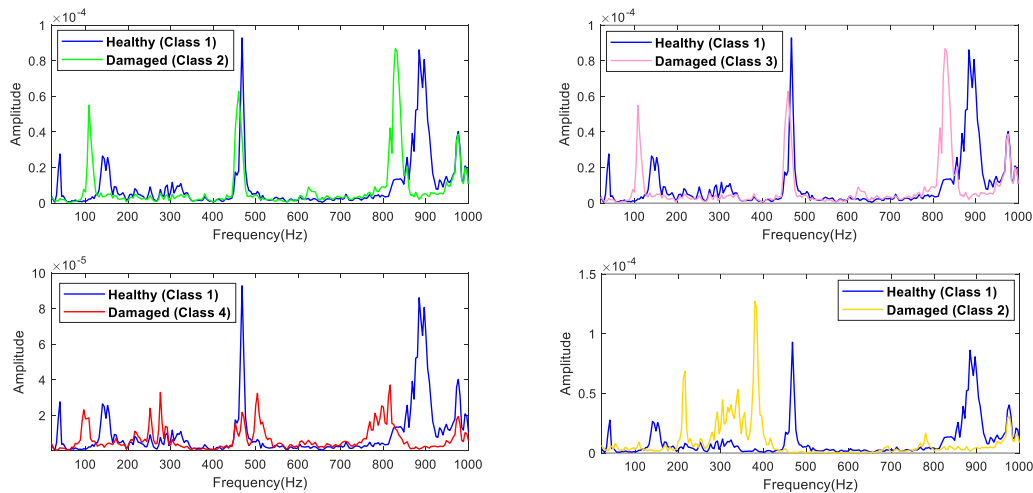 ×10^-4
1
0.8
0.6
0.4
0.2
0
Amplitude
Healthy (Class 1)
Damaged (Class 2)
100 200 300 400 500 600 700 800 900 1000
Frequency(Hz)
×10^-4
1
0.8
0.6
0.4
0.2
0
Amplitude
Healthy (Class 1)
Damaged (Class 3)
100 200 300 400 500 600 700 800 900 1000
Frequency(Hz)
×10^-5
10
8
6
4
2
Amplitude
Healthy (Class 1)
Damaged (Class 4)
100 200 300 400 500 600 700 800 900 1000
Frequency(Hz)
×10^-4
1.5
1
0.5
0
Amplitude
Healthy (Class 1)
Damaged (Class 2)
100 200 300 400 500 600 700 800 900 1000
Frequency(Hz)